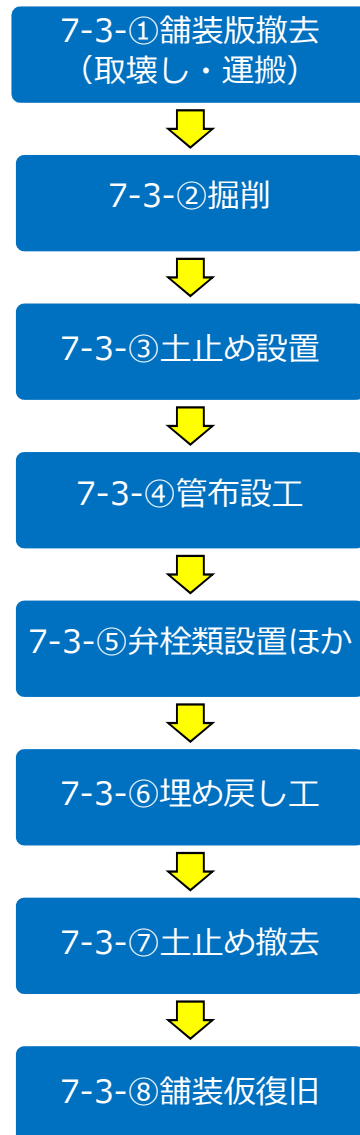 7-3-①舗装版撤去
（取壊し・運搬）
7-3-②掘削
7-3-③土止め設置
7-3-④管布設工
7-3-⑤弁栓類設置ほか
7-3-⑥埋め戻し工
7-3-⑦土止め撤去
7-3-⑧舗装仮復旧